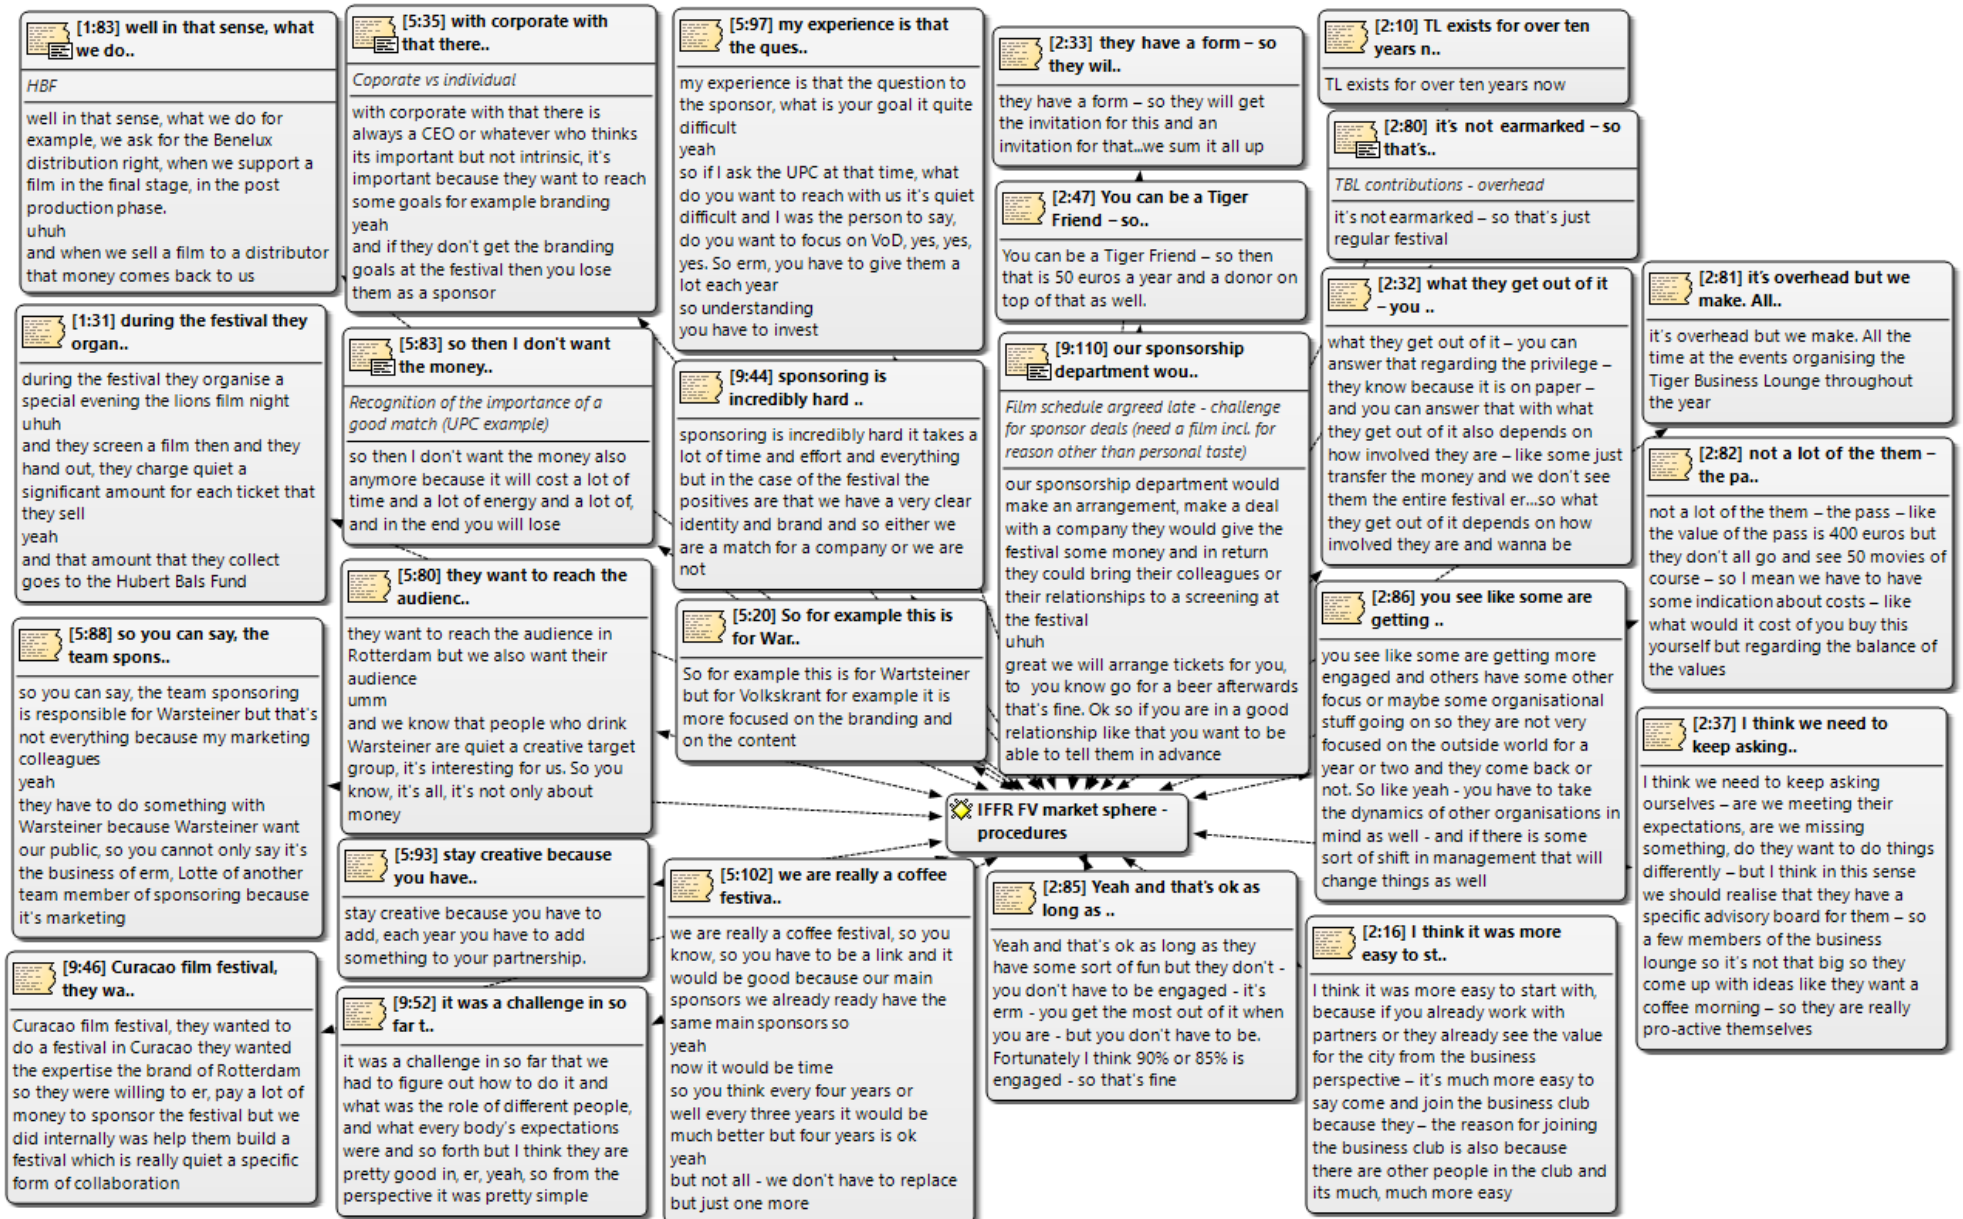 [1:83] well in that sense, what
we do..
HBF
well in that sense, what we do for
example, we ask for the Benelux
distribution right, when we support a
film in the final stage, in the post
production phase.
uhuh
and when we sell a film to a distributor
that money comes back to us
[1:31] during the festival they
organ..
during the festival they organise a
special evening the lions film night
uhuh
and they screen a film then and they
hand out, they charge quiet a
significant amount for each ticket that
they sell
yeah
and that amount that they collect
goes to the Hubert Bals Fund
[5:88] so you can say, the
team spons..
so you can say, the team sponsoring
is responsible for Warsteiner but that's
not everything because my marketing
colleagues
yeah
they have to do something with
Warsteiner because Warsteiner want
our public, so you cannot only say it's
the business of erm, Lotte of another
team member of sponsoring because
it's marketing
[9:46] Curacao film festival,
they wa..
Curacao film festival, they wanted to
do a festival in Curacao they wanted
the expertise the brand of Rotterdam
so they were willing to er, pay a lot of
money to sponsor the festival but we
did internally was help them build a
festival which is really quiet a specific
form of collaboration
[5:35] with corporate with
that there..
Coporate vs individual
with corporate with that there is
always a CEO or whatever who thinks
its important but not intrinsic, it's
important because they want to reach
some goals for example branding
yeah
and if they don't get the branding
goals at the festival then you lose
them as a sponsor
[5:83] so then I don't want
the money..
Recognition of the importance of a
good match (UPC example)
so then I don't want the money also
anymore because it will cost a lot of
time and a lot of energy and a lot of,
and in the end you will lose
[5:80] they want to reach the
audienc..
they want to reach the audience in
Rotterdam but we also want their
audience
umm
and we know that people who drink
Warsteiner are quiet a creative target
group, it's interesting for us. So you
know, it's all, it's not only about
money
[5:93] stay creative because
you have..
stay creative because you have to
add, each year you have to add
something to your partnership.
[9:52] it was a challenge in so
far t..
it was a challenge in so far that we
had to figure out how to do it and
what was the role of different people,
and what every body's expectations
were and so forth but I think they are
pretty good in, er, yeah, so from the
perspective it was pretty simple
[5:97] my experience is that
the ques..
my experience is that the question to
the sponsor, what is your goal it quite
difficult
yeah
so if I ask the UPC at that time, what
do you want to reach with us it's quiet
difficult and I was the person to say,
do you want to focus on VoD, yes, yes,
yes. So erm, you have to give them a
lot each year
so understanding
you have to invest
[9:44] sponsoring is
incredibly hard ..
sponsoring is incredibly hard it takes a
lot of time and effort and everything
but in the case of the festival the
positives are that we have a very clear
identity and brand and so either we
are a match for a company or we are
not
[5:20] So for example this is
for War..
So for example this is for Wartsteiner
but for Volkskrant for example it is
more focused on the branding and
on the content
IFFR FV market sphere -
procedures
[5:102] we are really a coffee
festiva..
we are really a coffee festival, so you
know, so you have to be a link and it
would be good because our main
sponsors we already ready have the
same main sponsors so
yeah
now it would be time
so you think every four years or
well every three years it would be
much better but four years is ok
yeah
but not all - we don't have to replace
but just one more
[2:33] they have a form – so
they wil..
they have a form – so they will get
the invitation for this and an
invitation for that...we sum it all up
[2:47] You can be a Tiger
Friend – so..
You can be a Tiger Friend – so then
that is 50 euros a year and a donor on
top of that as well.
[9:110] our sponsorship
department wou..
Film schedule argreed late - challenge
for sponsor deals (need a film incl. for
reason other than personal taste)
our sponsorship department would
make an arrangement, make a deal
with a company they would give the
festival some money and in return
they could bring their colleagues or
their relationships to a screening at
the festival
uhuh
great we will arrange tickets for you,
to you know go for a beer afterwards
that's fine. Ok so if you are in a good
relationship like that you want to be
able to tell them in advance
[2:85] Yeah and that's ok as
long as ..
Yeah and that's ok as long as they
have some sort of fun but they don't -
you don't have to be engaged - it's
erm - you get the most out of it when
you are - but you don't have to be.
Fortunately I think 90% or 85% is
engaged - so that's fine
[2:10] TL exists for over ten
years n..
TL exists for over ten years now
[2:80] it's not earmarked – so
that's..
TBL contributions - overhead
it's not earmarked – so that's just
regular festival
[2:32] what they get out of it
– you ..
what they get out of it – you can
answer that regarding the privilege –
they know because it is on paper –
and you can answer that with what
they get out of it also depends on
how involved they are – like some just
transfer the money and we don't see
them the entire festival er...so what
they get out of it depends on how
involved they are and wanna be
[2:86] you see like some are
getting ..
you see like some are getting more
engaged and others have some other
focus or maybe some organisational
stuff going on so they are not very
focused on the outside world for a
year or two and they come back or
not. So like yeah - you have to take
the dynamics of other organisations in
mind as well - and if there is some
sort of shift in management that will
change things as well
[2:16] I think it was more
easy to st..
I think it was more easy to start with,
because if you already work with
partners or they already see the value
for the city from the business
perspective – it's much more easy to
say come and join the business club
because they – the reason for joining
the business club is also because
there are other people in the club and
its much, much more easy
[2:81] it's overhead but we
make. All..
it's overhead but we make. All the
time at the events organising the
Tiger Business Lounge throughout
the year
[2:82] not a lot of the them –
the pa..
not a lot of the them – the pass – like
the value of the pass is 400 euros but
they don't all go and see 50 movies of
course – so I mean we have to have
some indication about costs – like
what would it cost of you buy this
yourself but regarding the balance of
the values
[2:37] I think we need to
keep asking..
I think we need to keep asking
ourselves – are we meeting their
expectations, are we missing
something, do they want to do things
differently – but I think in this sense
we should realise that they have a
specific advisory board for them – so
a few members of the business
lounge so it's not that big so they
come up with ideas like they want a
coffee morning – so they are really
pro-active themselves